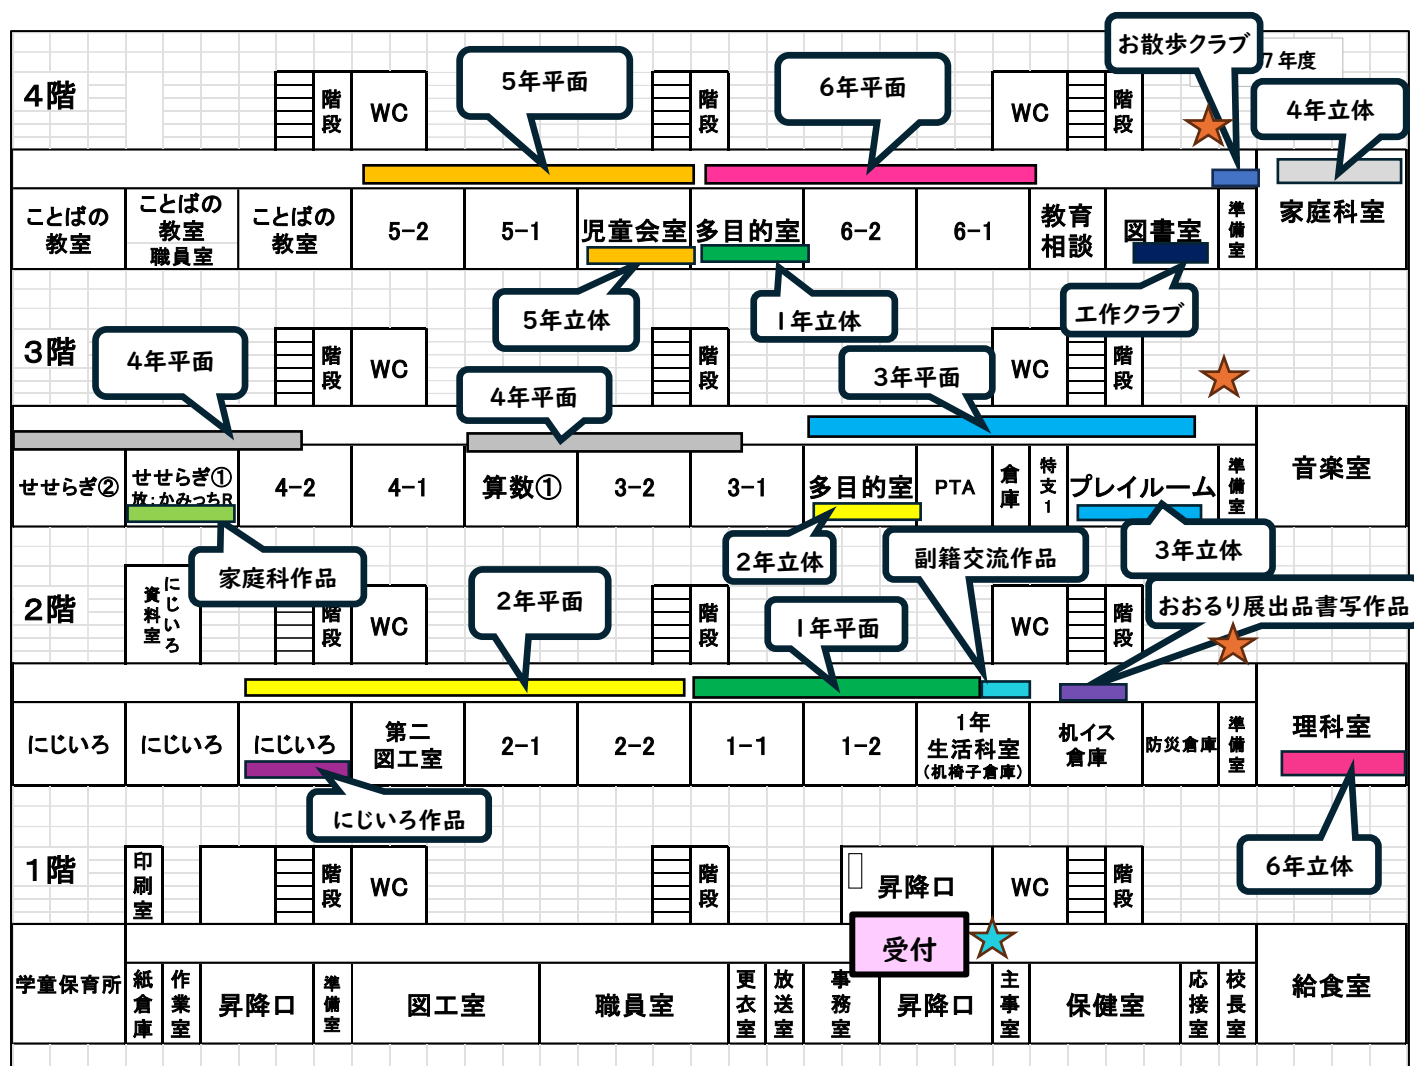 お散歩クラブ
7年度
4階
階段
WC
5年平面
階段
6年平面
WC
階段
4年立体
ことばの
教室
ことばの
教室
職員室
ことばの
教室
5-2
5-1
児童会室
多目的室
6-2
6-1
教育
相談
図書室
準備室
家庭科室
5年立体
1年立体
工作クラブ
3階
4年平面
階段
WC
4年平面
階段
3年平面
WC
階段
せせらぎ②
せせらぎ①
放:かみっちR
4-2
4-1
算数①
3-2
3-1
多目的室
PTA
倉庫
特支1
プレイルーム
準備室
音楽室
家庭科作品
2年立体
副籍交流作品
3年立体
2階
にじいろ
資料室
階段
WC
2年平面
階段
1年平面
WC
階段
おおるり展出品書写作品
にじいろ
にじいろ
にじいろ
第二
図工室
2-1
2-2
1-1
1-2
1年
生活科室
(机椅子倉庫)
机イス
倉庫
防災倉庫
準備室
理科室
にじいろ作品
6年立体
1階
印刷室
階段
WC
階段
昇降口
WC
階段
受付
学童保育所
紙倉庫
作業室
昇降口
準備室
図工室
職員室
更衣室
放送室
事務室
昇降口
主事室
保健室
応接室
校長室
給食室